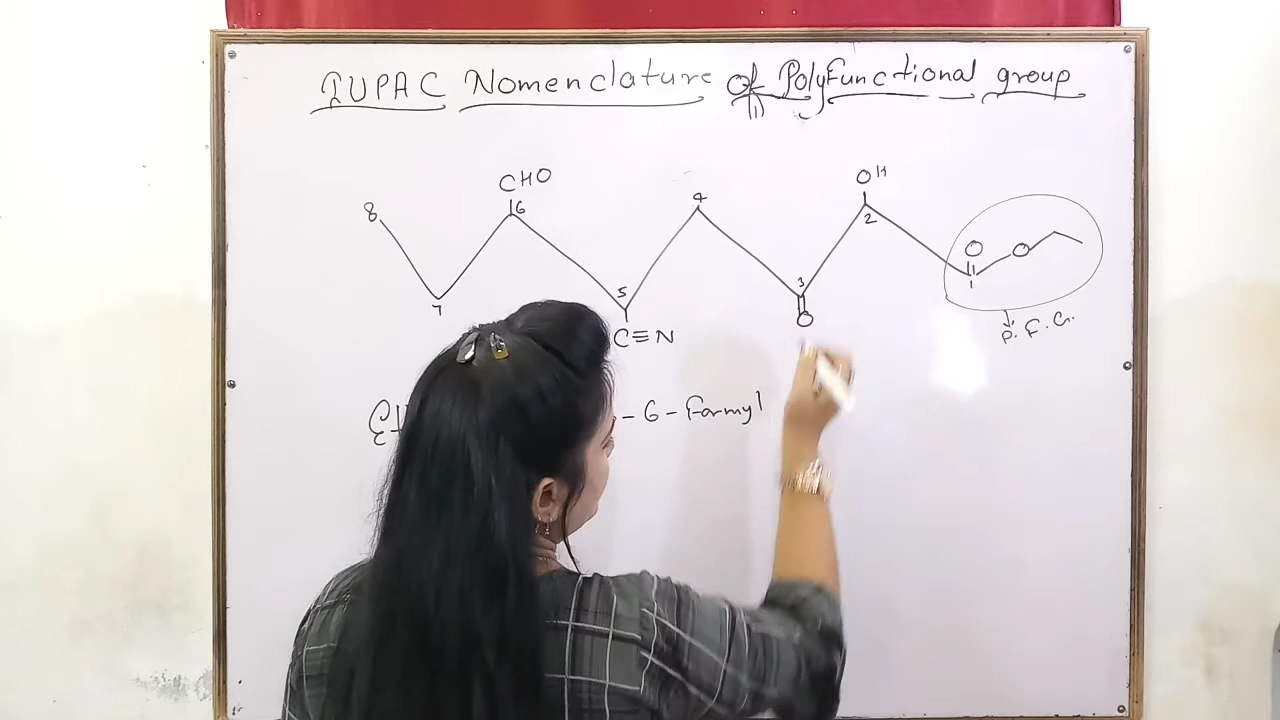 IUPAC Nomenclature of PolyFunctional group
CHO
OH
8
6
4
2
O
O
5
3
1
7
O
C≡N
P.F.G.
- 6 - Formyl